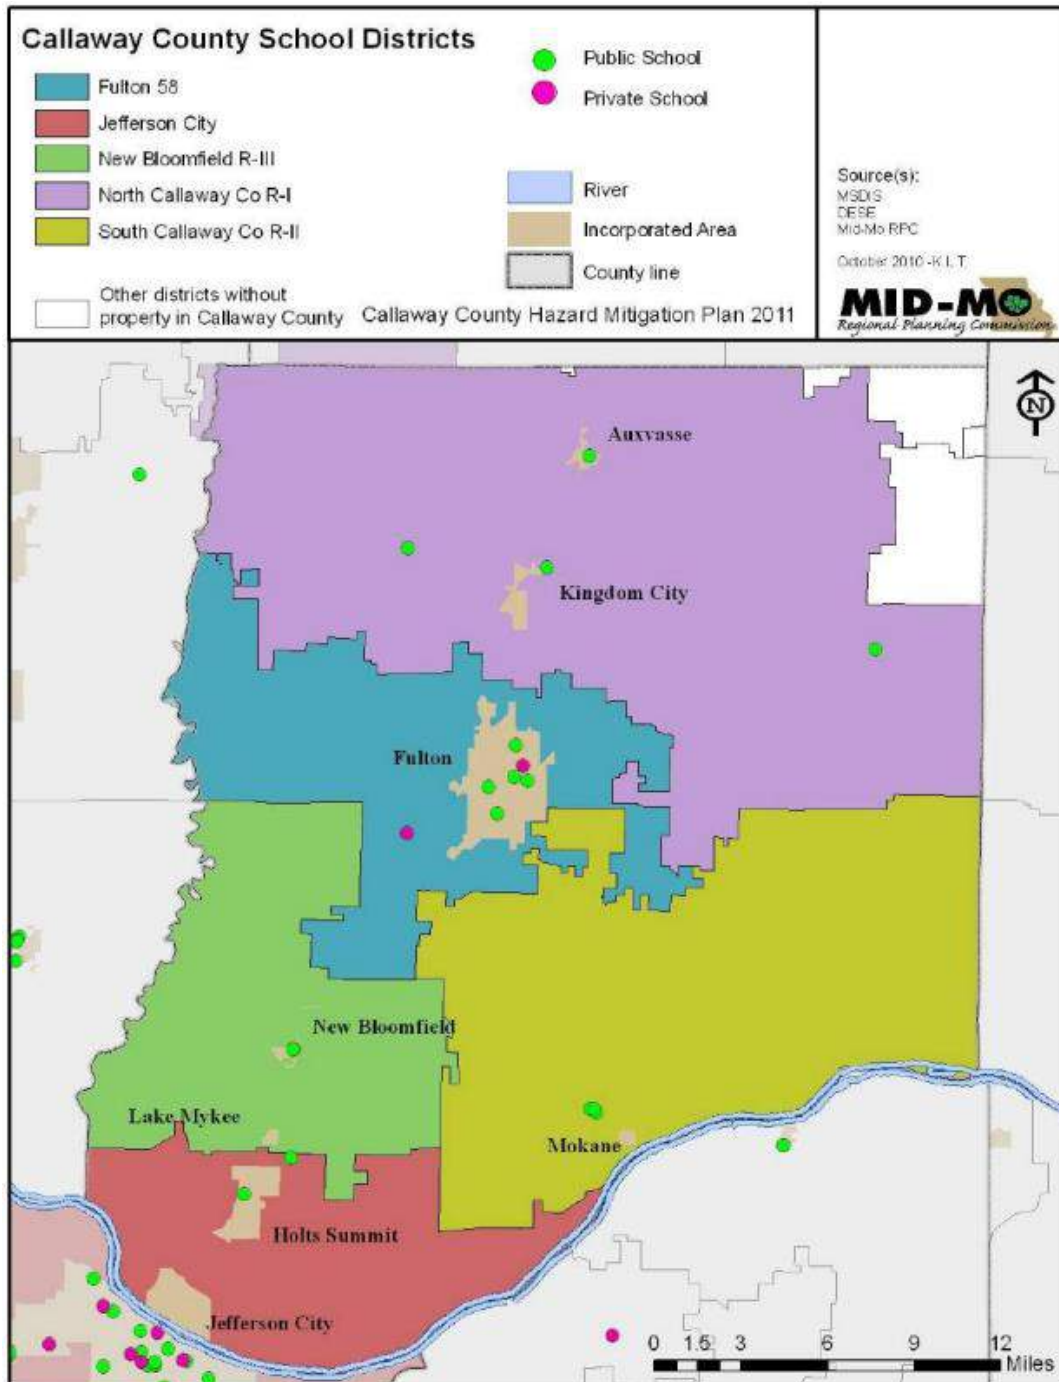 Callaway County School Districts
Fulton 58
Jefferson City
New Bloomfield R-III
North Callaway Co R-I
South Callaway Co R-II
Other districts without
property in Callaway County
Public School
Private School
River
Incorporated Area
County line
Callaway County Hazard Mitigation Plan 2011
Source(s):
MSDIS
DESE
Mid-Mo RPC
October 2010 -K.L.T.
MID-MO
Regional Planning Commission
N
Auxvasse
Kingdom City
Fulton
New Bloomfield
Lake Mykee
Mokane
Holts Summit
Jefferson City
0 1.5 3 6 9 12
Miles